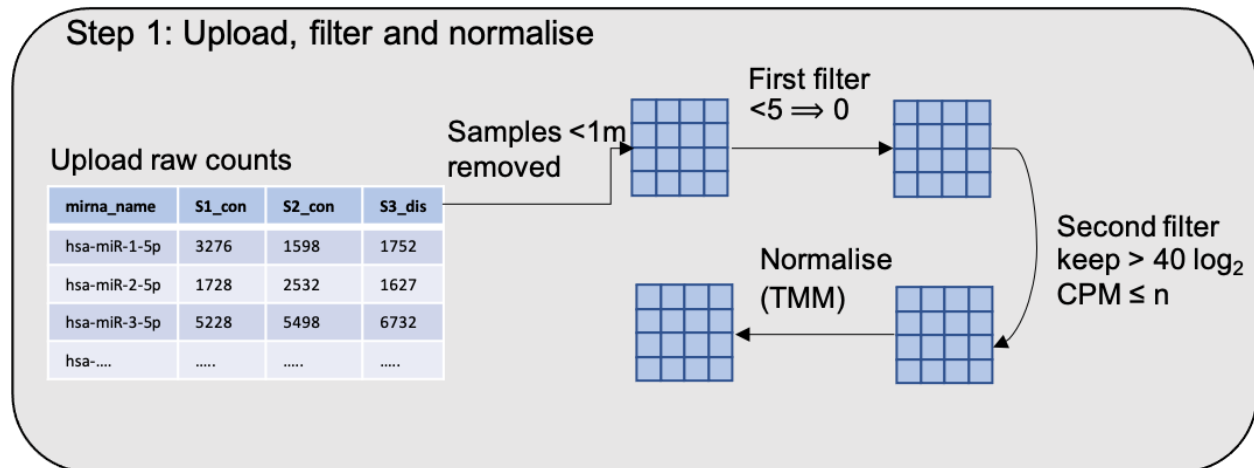 Step 1: Upload, filter and normalise
Upload raw counts
mirna_name S1_con S2_con S3_dis
hsa-miR-1-5p 3276 1598 1752
hsa-miR-2-5p 1728 2532 1627
hsa-miR-3-5p 5228 5498 6732
hsa-.... ..... ..... .....
Samples <1m
removed
First filter
<5 ⟹ 0
Second filter
keep > 40 log₂
CPM ≤ n
Normalise
(TMM)